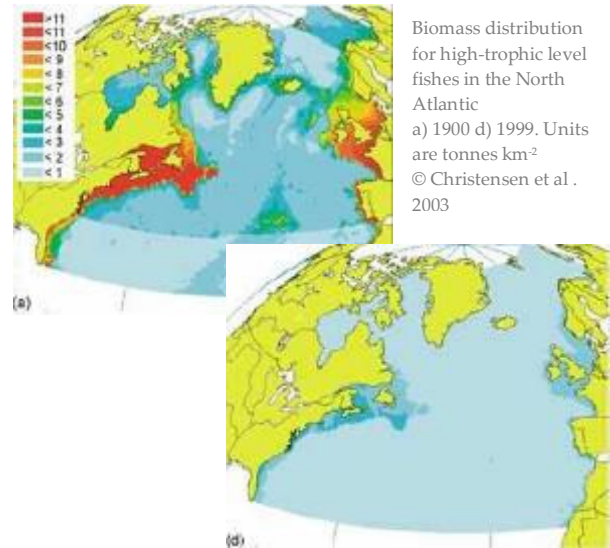 >11
<11
<10
< 9
< 8
< 7
< 6
< 5
< 4
< 3
< 2
< 1
(a)
Biomass distribution
for high-trophic level
fishes in the North
Atlantic
a) 1900 d) 1999. Units
are tonnes km-2
© Christensen et al .
2003
(d)